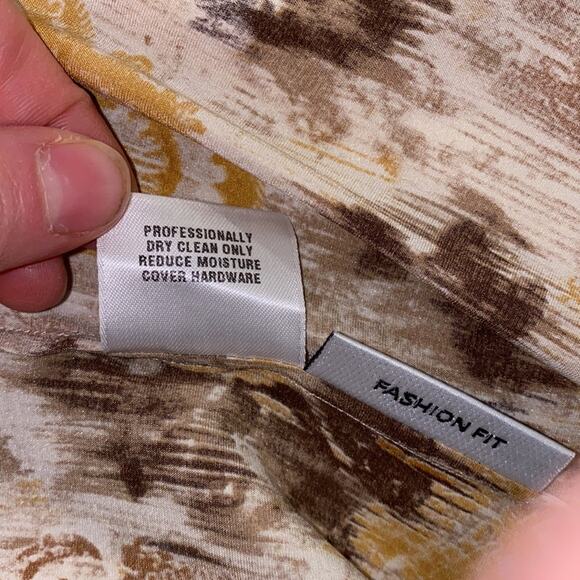 PROFESSIONALLY
DRY CLEAN ONLY
REDUCE MOISTURE
COVER HARDWARE
FASHION FIT